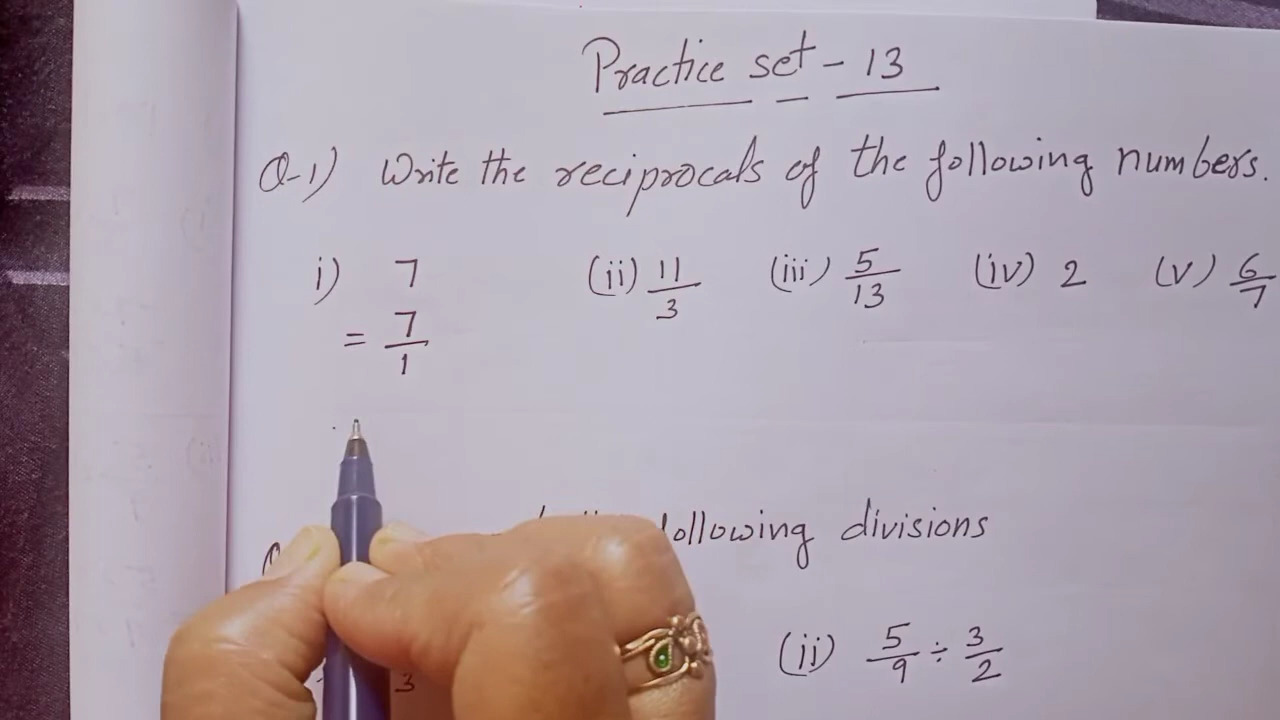 Practice set - 13
Q-1) Write the reciprocals of the following numbers.
i) 7 (ii) 11/3 (iii) 5/13 (iv) 2 (v) 6/7
= 7/1
following divisions
(ii) 5/9 ÷ 3/2